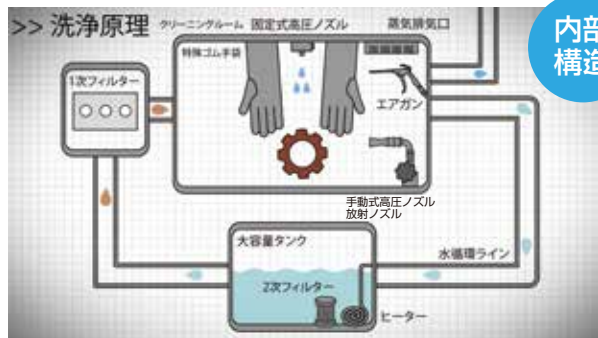 >> 洗浄原理
クリーニングルーム
固定式高圧ノズル
蒸気排気口
内部
構造
特殊ゴム手袋
1次フィルター
エアガン
手動式高圧ノズル
放射ノズル
大容量タンク
水循環ライン
2次フィルター
ヒーター